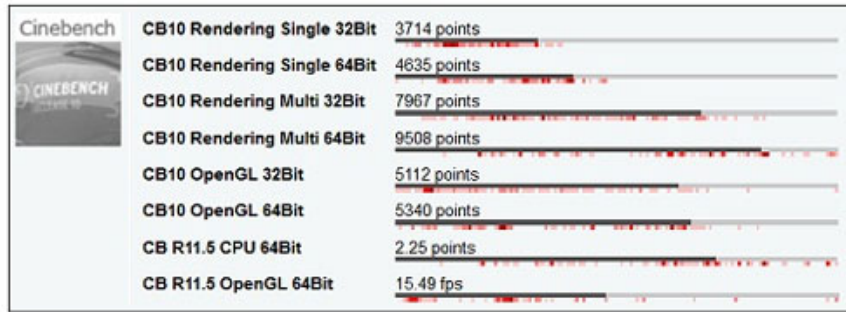 Cinebench
CINEBENCH
CB10 Rendering Single 32Bit 3714 points
CB10 Rendering Single 64Bit 4635 points
CB10 Rendering Multi 32Bit 7967 points
CB10 Rendering Multi 64Bit 9508 points
CB10 OpenGL 32Bit 5112 points
CB10 OpenGL 64Bit 5340 points
CB R11.5 CPU 64Bit 2.25 points
CB R11.5 OpenGL 64Bit 15.49 fps